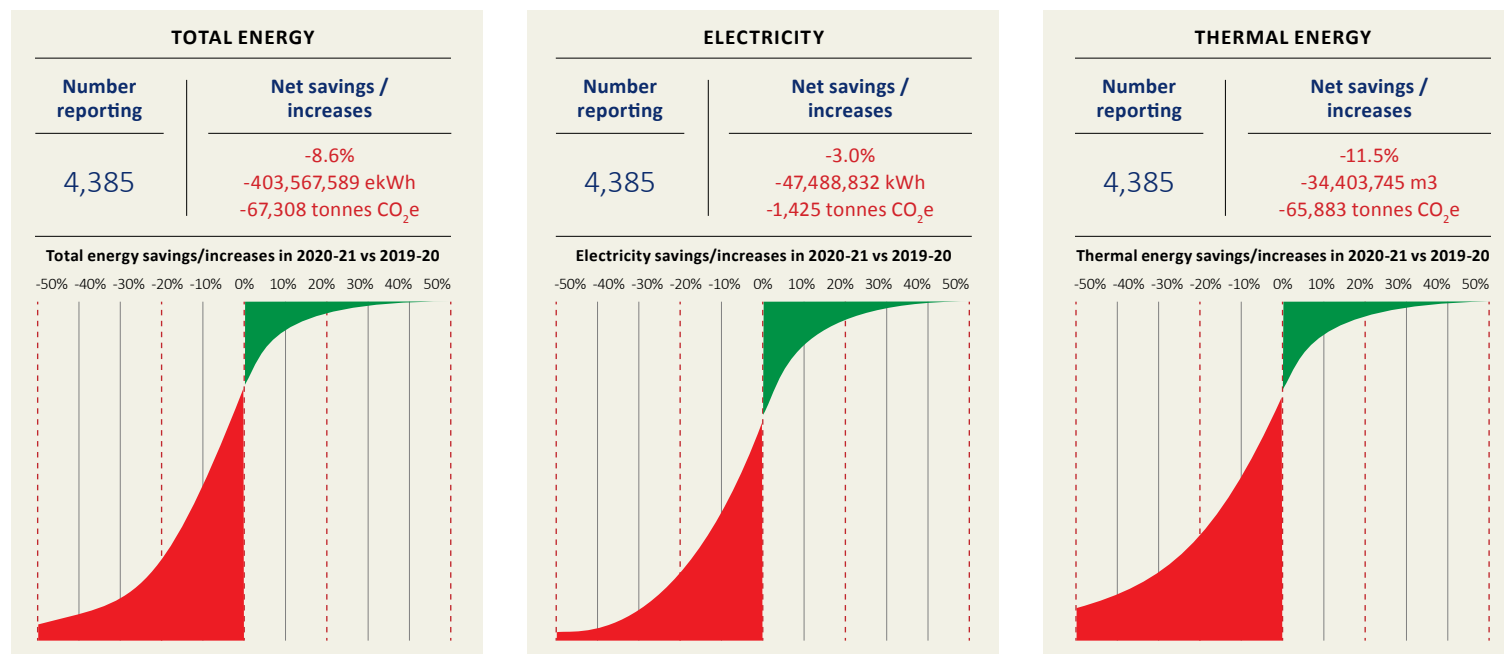 TOTAL ENERGY
Number
reporting
Net savings /
increases
4,385
-8.6%
-403,567,589 ekWh
-67,308 tonnes CO2e
Total energy savings/increases in 2020-21 vs 2019-20
-50% -40% -30% -20% -10% 0% 10% 20% 30% 40% 50%
ELECTRICITY
Number
reporting
Net savings /
increases
4,385
-3.0%
-47,488,832 kWh
-1,425 tonnes CO2e
Electricity savings/increases in 2020-21 vs 2019-20
-50% -40% -30% -20% -10% 0% 10% 20% 30% 40% 50%
THERMAL ENERGY
Number
reporting
Net savings /
increases
4,385
-11.5%
-34,403,745 m3
-65,883 tonnes CO2e
Thermal energy savings/increases in 2020-21 vs 2019-20
-50% -40% -30% -20% -10% 0% 10% 20% 30% 40% 50%